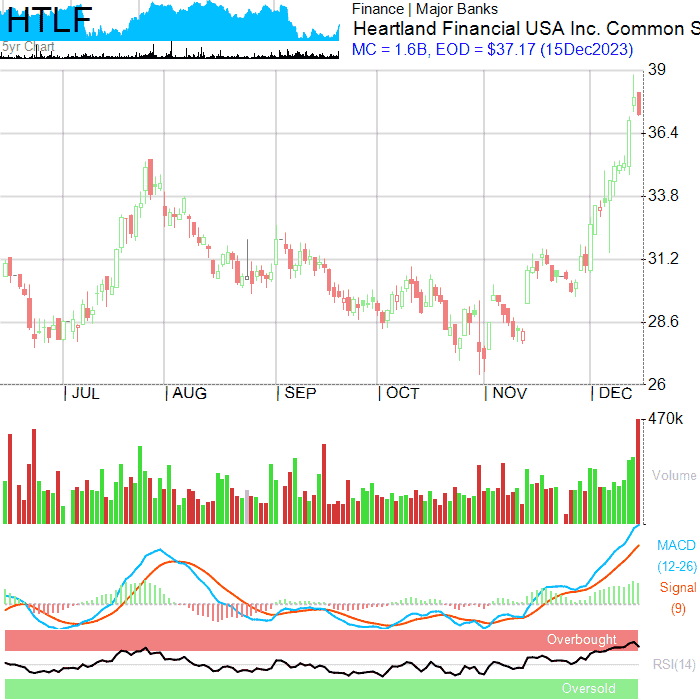 HTLF
5yr Chart
Finance | Major Banks
Heartland Financial USA Inc. Common S
MC = 1.6B, EOD = $37.17 (15Dec2023)
39
36.4
33.8
31.2
28.6
26
| JUL | AUG | SEP | OCT | NOV | DEC
470k
Volume
MACD
(12-26)
Signal
(9)
Overbought
RSI(14)
Oversold